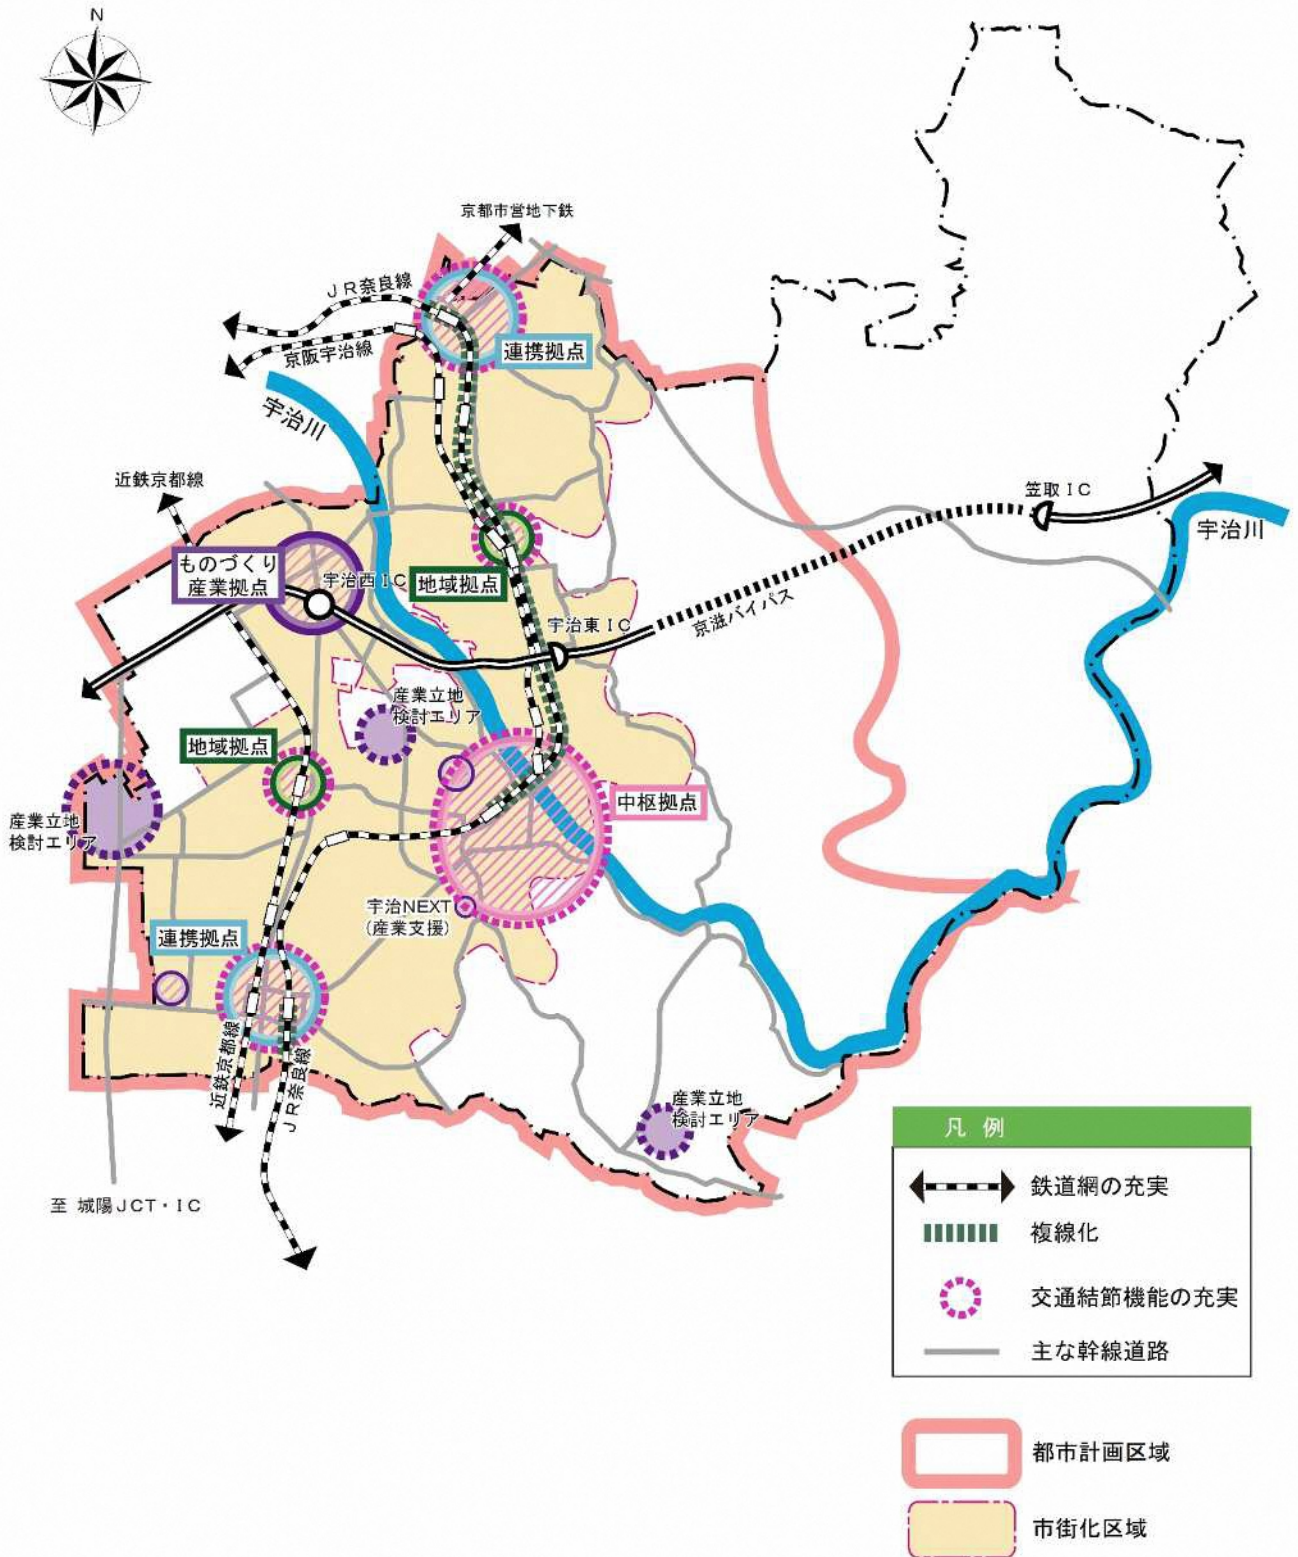 N
京都市営地下鉄
JR奈良線
京阪宇治線
連携拠点
宇治川
近鉄京都線
笠取IC
宇治川
ものづくり
産業拠点
宇治西IC
地域拠点
宇治東IC
京滋バイパス
産業立地
検討エリア
地域拠点
中枢拠点
産業立地
検討エリア
宇治NEXT
(産業支援)
連携拠点
近鉄京都線
JR奈良線
産業立地
検討エリア
至 城陽JCT・IC
凡 例
鉄道網の充実
複線化
交通結節機能の充実
主な幹線道路
都市計画区域
市街化区域